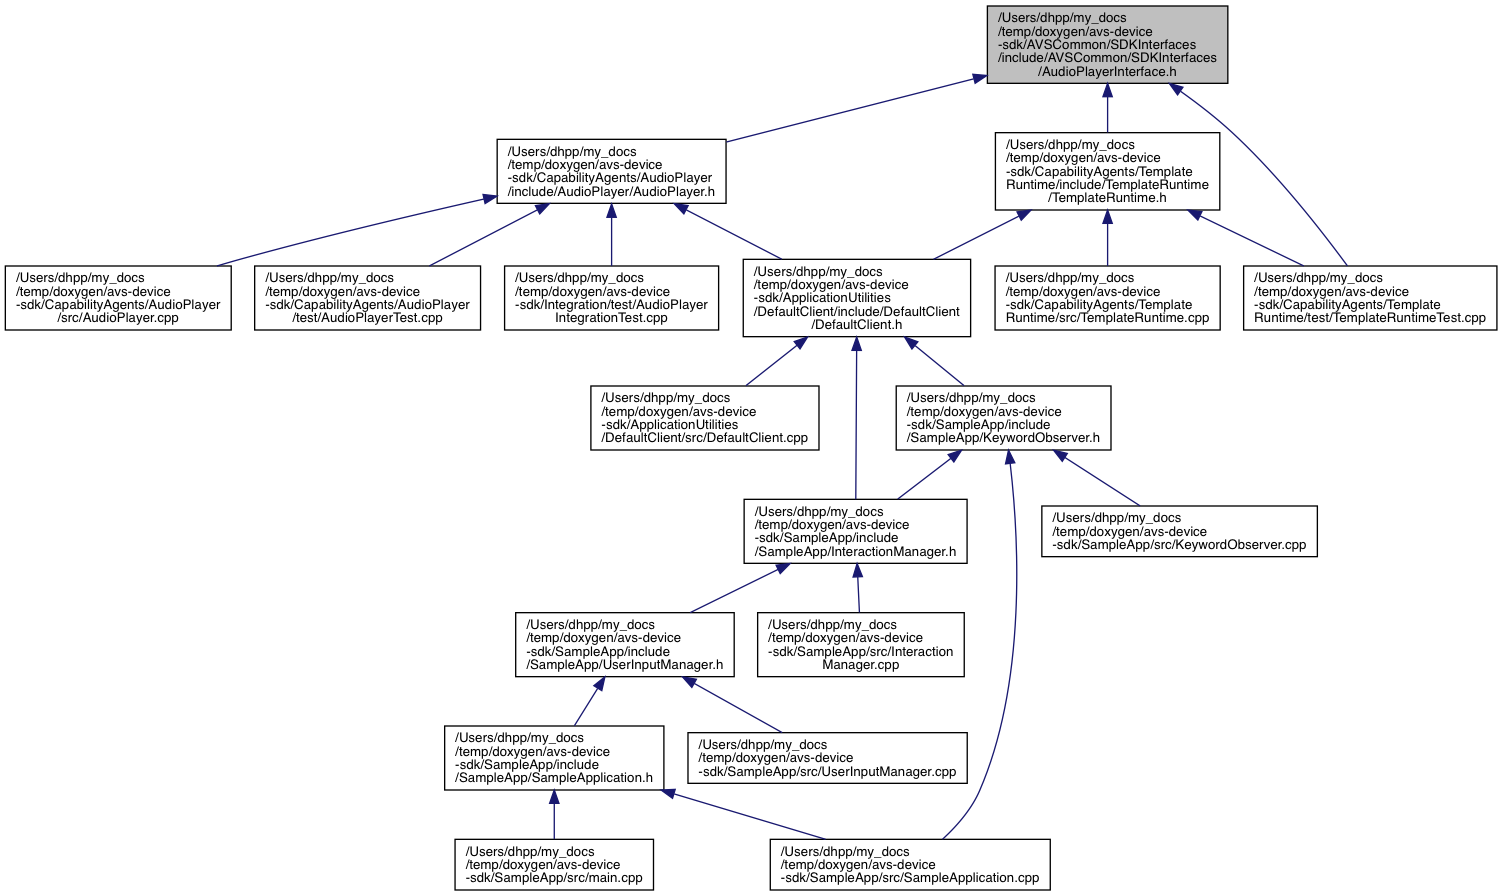 /Users/dhpp/my_docs
/temp/doxygen/avs-device
-sdk/AVSCommon/SDKInterfaces
/include/AVSCommon/SDKInterfaces
/AudioPlayerInterface.h
/Users/dhpp/my_docs
/temp/doxygen/avs-device
-sdk/CapabilityAgents/AudioPlayer
/include/AudioPlayer/AudioPlayer.h
/Users/dhpp/my_docs
/temp/doxygen/avs-device
-sdk/CapabilityAgents/Template
Runtime/include/TemplateRuntime
/TemplateRuntime.h
/Users/dhpp/my_docs
/temp/doxygen/avs-device
-sdk/CapabilityAgents/AudioPlayer
/src/AudioPlayer.cpp
/Users/dhpp/my_docs
/temp/doxygen/avs-device
-sdk/CapabilityAgents/AudioPlayer
/test/AudioPlayerTest.cpp
/Users/dhpp/my_docs
/temp/doxygen/avs-device
-sdk/Integration/test/AudioPlayer
IntegrationTest.cpp
/Users/dhpp/my_docs
/temp/doxygen/avs-device
-sdk/ApplicationUtilities
/DefaultClient/include/DefaultClient
/DefaultClient.h
/Users/dhpp/my_docs
/temp/doxygen/avs-device
-sdk/CapabilityAgents/Template
Runtime/src/TemplateRuntime.cpp
/Users/dhpp/my_docs
/temp/doxygen/avs-device
-sdk/CapabilityAgents/Template
Runtime/test/TemplateRuntimeTest.cpp
/Users/dhpp/my_docs
/temp/doxygen/avs-device
-sdk/ApplicationUtilities
/DefaultClient/src/DefaultClient.cpp
/Users/dhpp/my_docs
/temp/doxygen/avs-device
-sdk/SampleApp/include
/SampleApp/KeywordObserver.h
/Users/dhpp/my_docs
/temp/doxygen/avs-device
-sdk/SampleApp/include
/SampleApp/InteractionManager.h
/Users/dhpp/my_docs
/temp/doxygen/avs-device
-sdk/SampleApp/src/KeywordObserver.cpp
/Users/dhpp/my_docs
/temp/doxygen/avs-device
-sdk/SampleApp/include
/SampleApp/UserInputManager.h
/Users/dhpp/my_docs
/temp/doxygen/avs-device
-sdk/SampleApp/src/Interaction
Manager.cpp
/Users/dhpp/my_docs
/temp/doxygen/avs-device
-sdk/SampleApp/include
/SampleApp/SampleApplication.h
/Users/dhpp/my_docs
/temp/doxygen/avs-device
-sdk/SampleApp/src/UserInputManager.cpp
/Users/dhpp/my_docs
/temp/doxygen/avs-device
-sdk/SampleApp/src/main.cpp
/Users/dhpp/my_docs
/temp/doxygen/avs-device
-sdk/SampleApp/src/SampleApplication.cpp